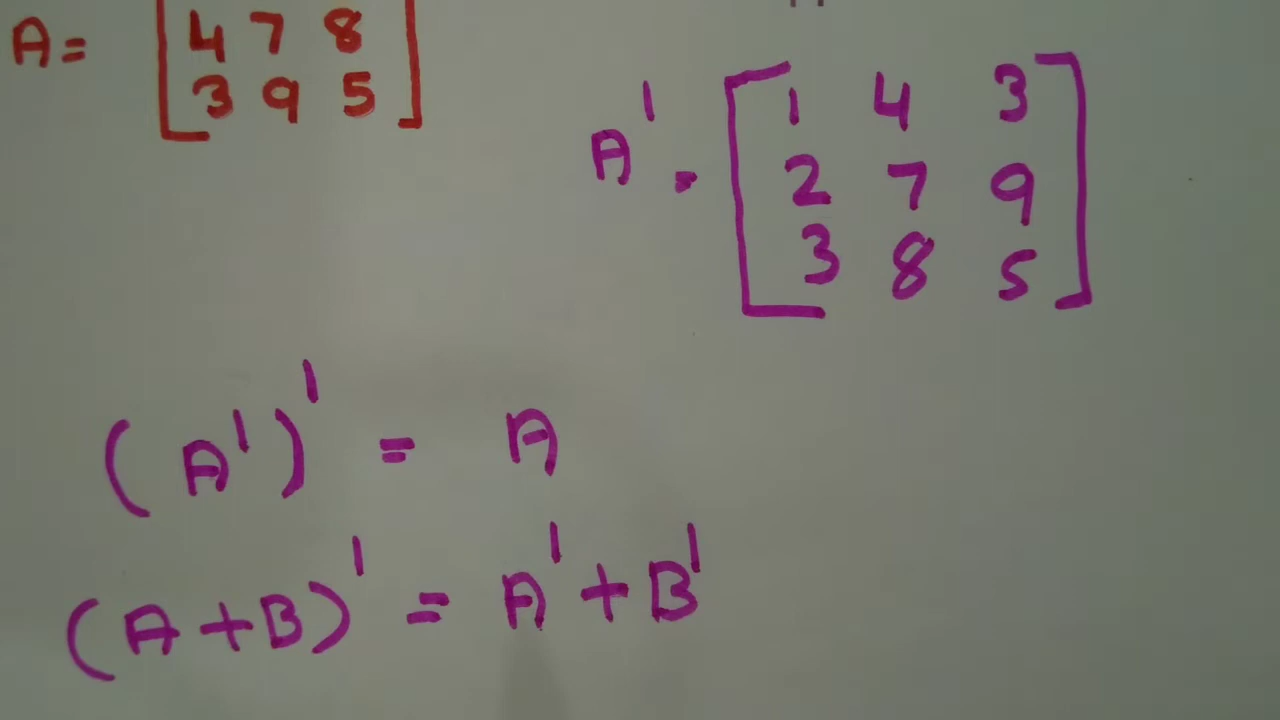 A = [ 4 7 8
3 9 5 ]
A' = [ 1 4 3
2 7 9
3 8 5 ]
(A')' = A
(A+B)' = A' + B'